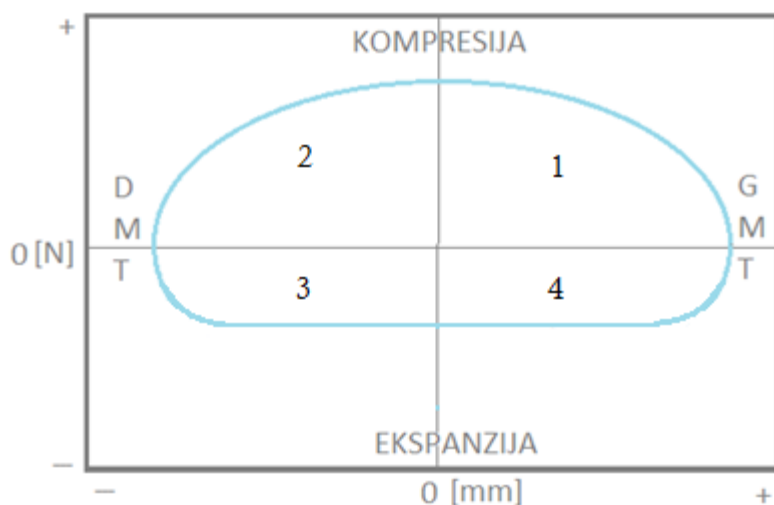 +
KOMPRESIJA
2
1
D
M
T
G
M
T
0 [N]
3
4
EKSPANZIJA
—
— 0 [mm] +